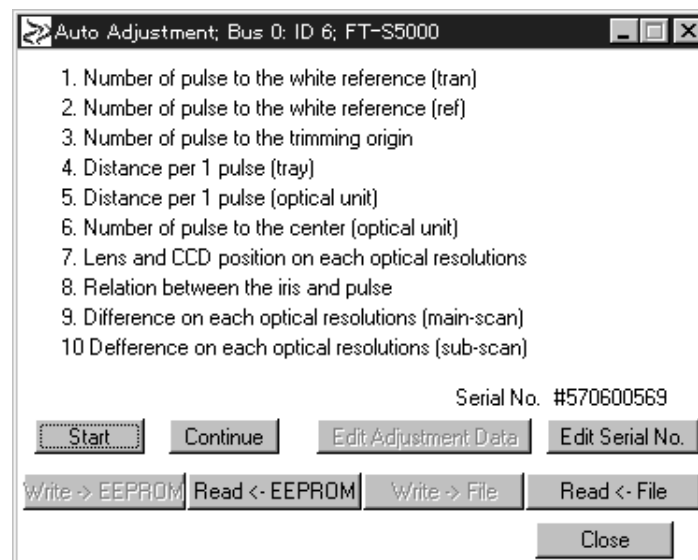 Auto Adjustment; Bus 0: ID 6; FT-S5000
1. Number of pulse to the white reference (tran)
2. Number of pulse to the white reference (ref)
3. Number of pulse to the trimming origin
4. Distance per 1 pulse (tray)
5. Distance per 1 pulse (optical unit)
6. Number of pulse to the center (optical unit)
7. Lens and CCD position on each optical resolutions
8. Relation between the iris and pulse
9. Difference on each optical resolutions (main-scan)
10 Defference on each optical resolutions (sub-scan)
Serial No. #570600569
Start Continue Edit Adjustment Data Edit Serial No.
Write -> EEPROM Read <- EEPROM Write -> File Read <- File
Close